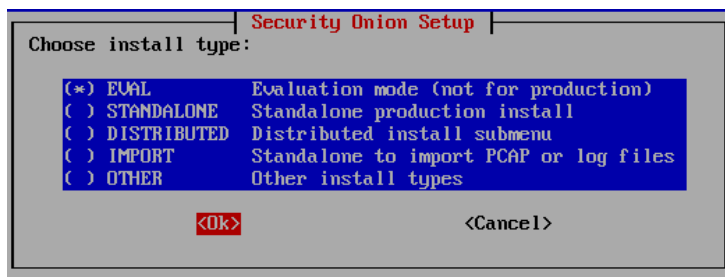 Security Onion Setup
Choose install type:
(*) EVAL Evaluation mode (not for production)
( ) STANDALONE Standalone production install
( ) DISTRIBUTED Distributed install submenu
( ) IMPORT Standalone to import PCAP or log files
( ) OTHER Other install types
<Ok> <Cancel>